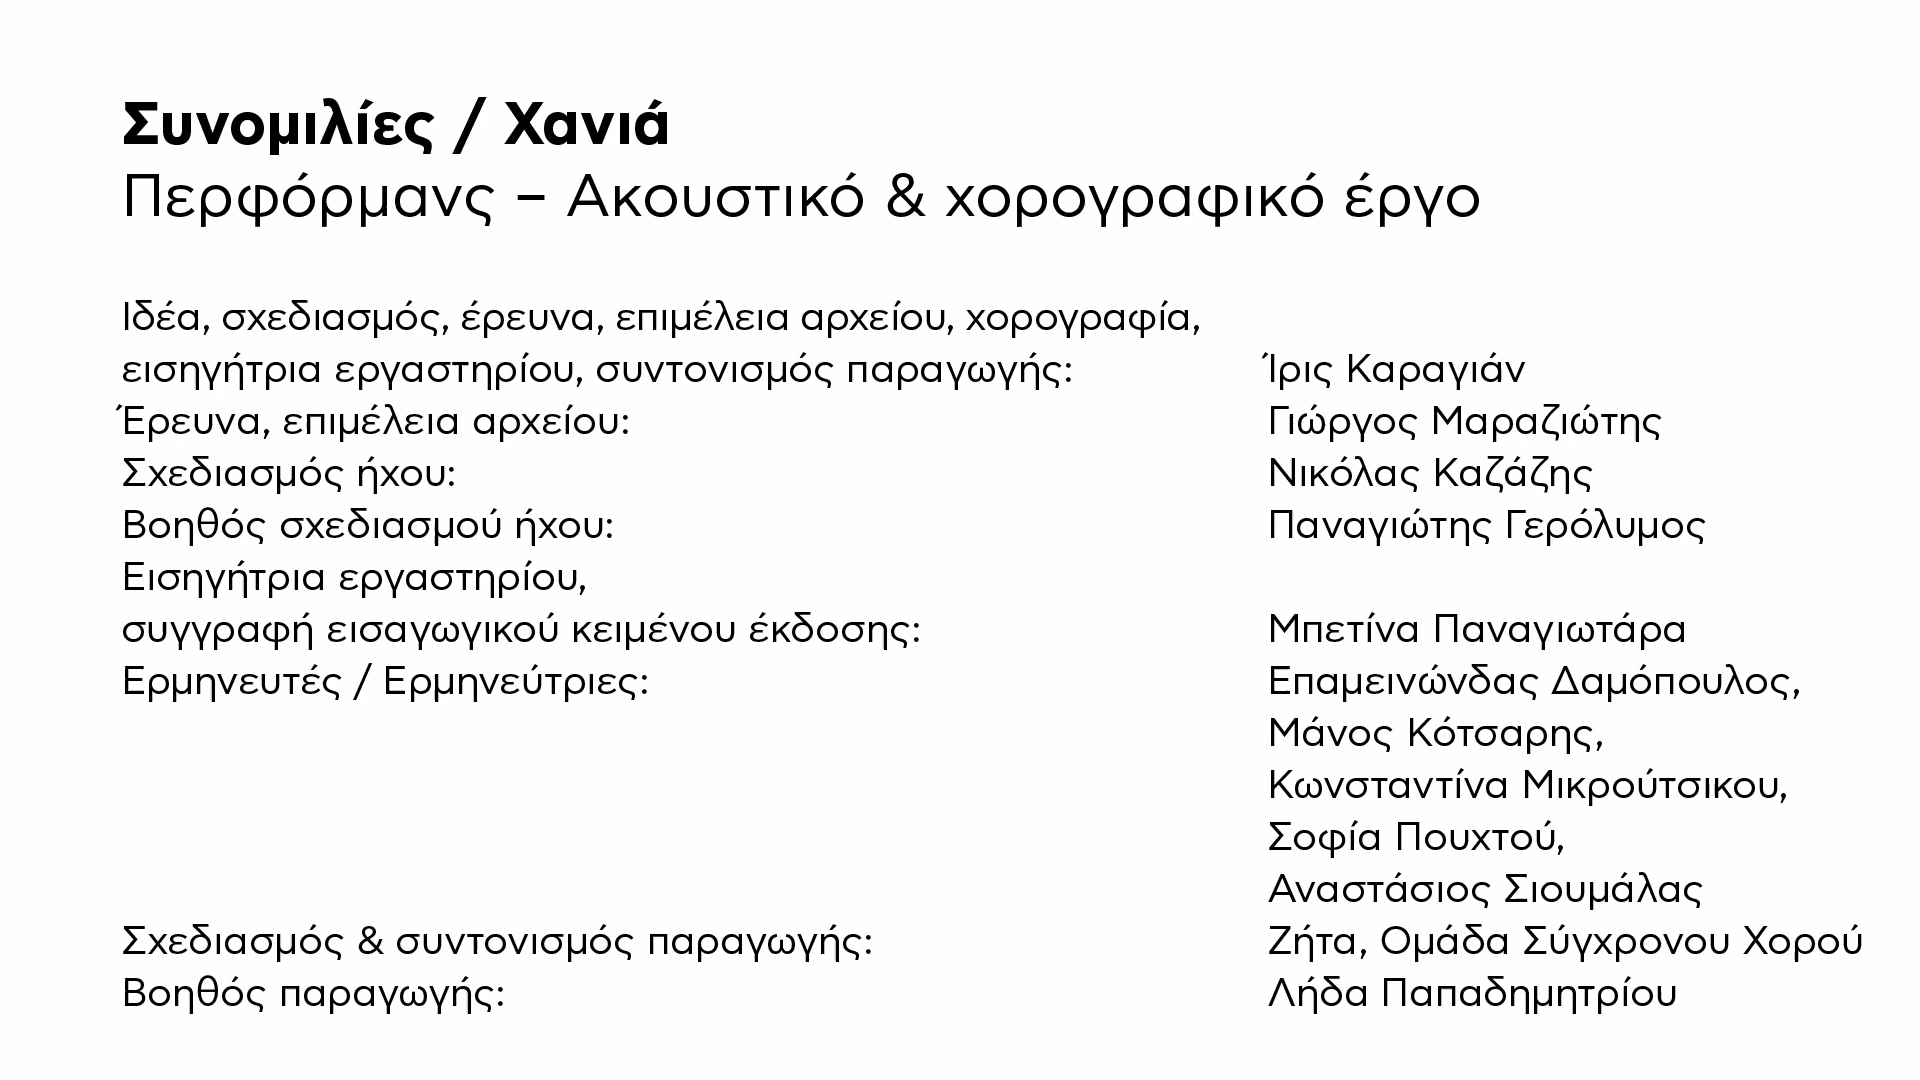 Συνομιλίες / Χανιά
Περφόρμανς – Ακουστικό & χορογραφικό έργο
Ιδέα, σχεδιασμός, έρευνα, επιμέλεια αρχείου, χορογραφία,
εισηγήτρια εργαστηρίου, συντονισμός παραγωγής: Ίρις Καραγιάν
Έρευνα, επιμέλεια αρχείου: Γιώργος Μαραζιώτης
Σχεδιασμός ήχου: Νικόλας Καζάζης
Βοηθός σχεδιασμού ήχου: Παναγιώτης Γερόλυμος
Εισηγήτρια εργαστηρίου,
συγγραφή εισαγωγικού κειμένου έκδοσης: Μπετίνα Παναγιωτάρα
Ερμηνευτές / Ερμηνεύτριες: Επαμεινώνδας Δαμόπουλος,
Μάνος Κότσαρης,
Κωνσταντίνα Μικρούτσικου,
Σοφία Πουχτού,
Αναστάσιος Σιουμάλας
Σχεδιασμός & συντονισμός παραγωγής: Ζήτα, Ομάδα Σύγχρονου Χορού
Βοηθός παραγωγής: Λήδα Παπαδημητρίου